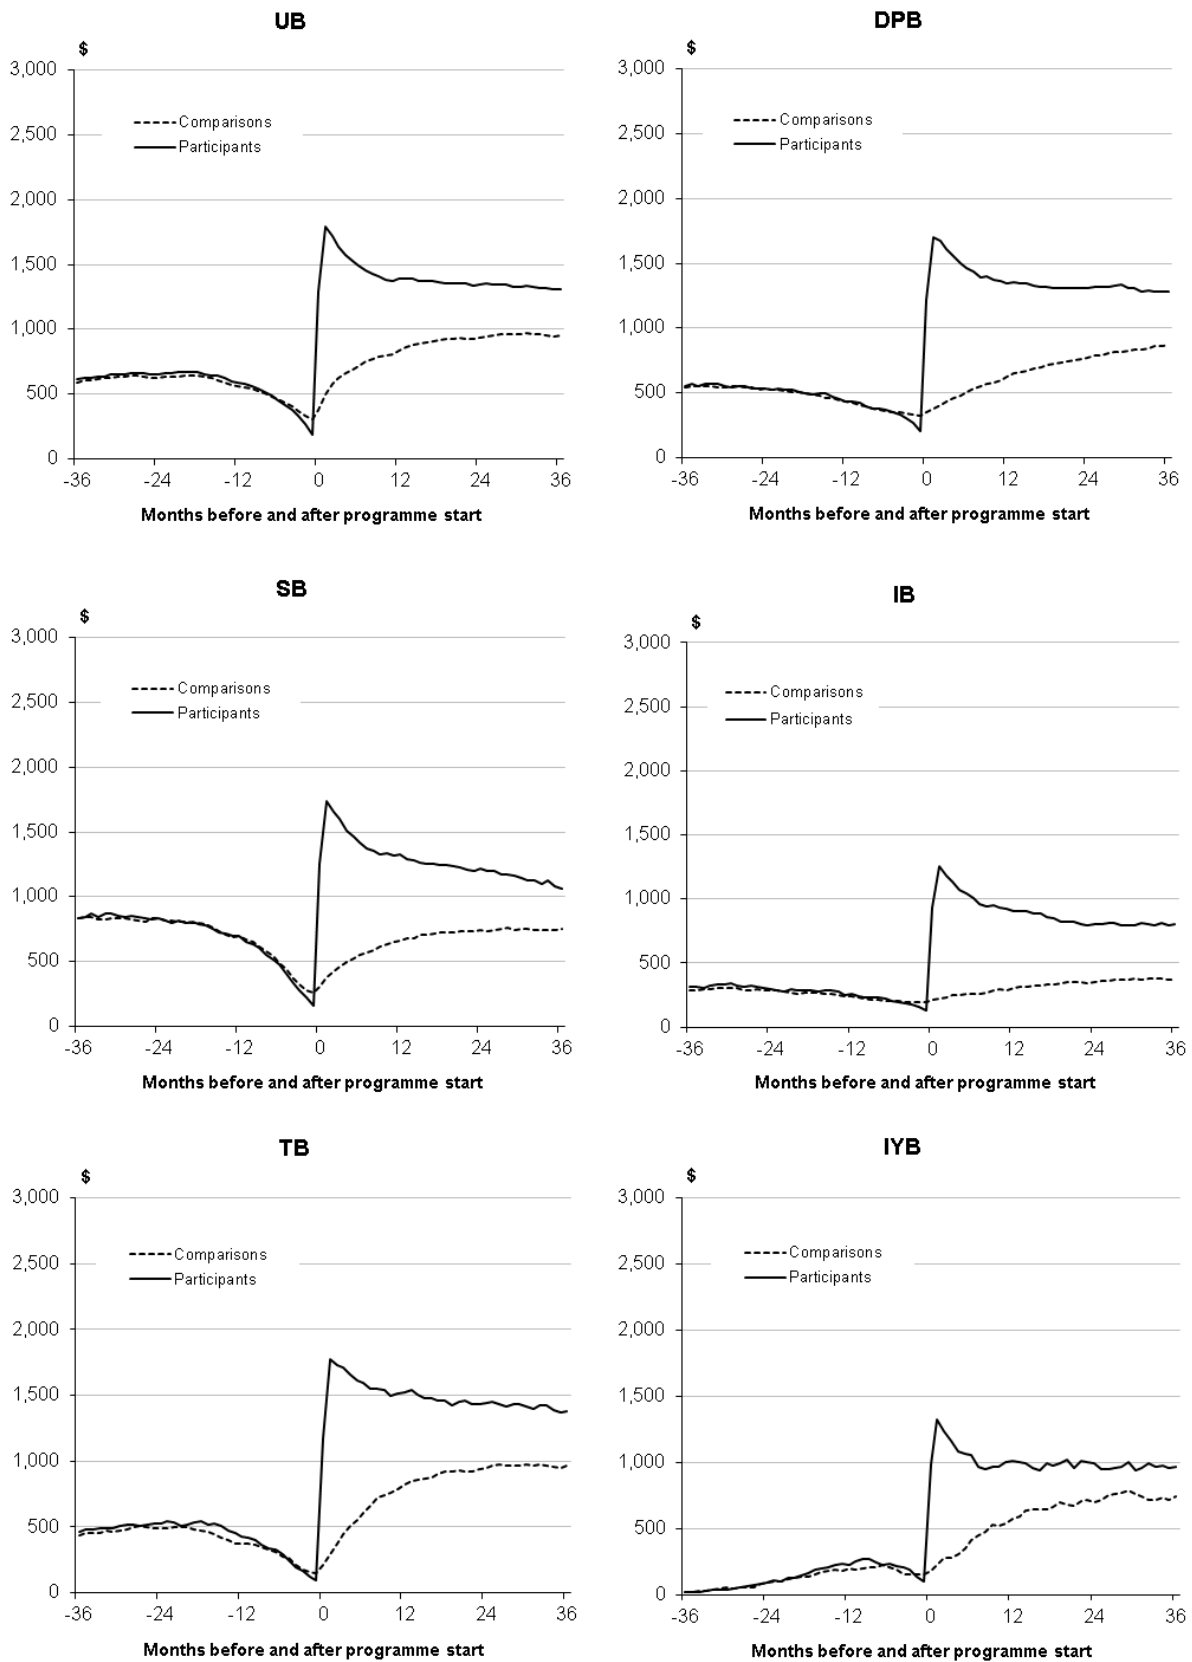 UB
$
3,000
2,500
2,000
1,500
1,000
500
0
Comparisons
Participants
-36 -24 -12 0 12 24 36
Months before and after programme start
DPB
$
3,000
2,500
2,000
1,500
1,000
500
0
Comparisons
Participants
-36 -24 -12 0 12 24 36
Months before and after programme start
SB
$
3,000
2,500
2,000
1,500
1,000
500
0
Comparisons
Participants
-36 -24 -12 0 12 24 36
Months before and after programme start
IB
$
3,000
2,500
2,000
1,500
1,000
500
0
Comparisons
Participants
-36 -24 -12 0 12 24 36
Months before and after programme start
TB
$
3,000
2,500
2,000
1,500
1,000
500
0
Comparisons
Participants
-36 -24 -12 0 12 24 36
Months before and after programme start
IYB
$
3,000
2,500
2,000
1,500
1,000
500
0
Comparisons
Participants
-36 -24 -12 0 12 24 36
Months before and after programme start